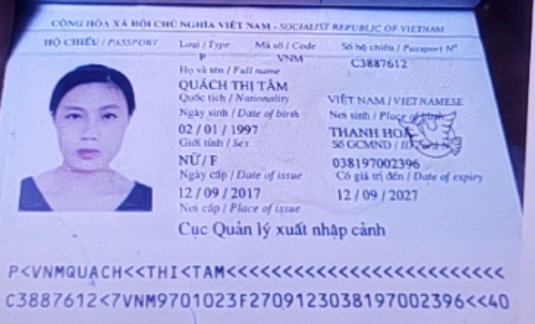 CỘNG HÒA XÃ HỘI CHỦ NGHĨA VIỆT NAM - SOCIALIST REPUBLIC OF VIETNAM
HỘ CHIẾU / PASSPORT Loại / Type Mã số / Code Số hộ chiếu / Passport Nº
P VNM C3887612
Họ và tên / Full name
QUÁCH THỊ TÂM
Quốc tịch / Nationality
VIỆT NAM / VIETNAMESE
Ngày sinh / Date of birth Nơi sinh / Place of birth
02 / 01 / 1997 THANH HOÁ
Giới tính / Sex Số GCMND / ID
NỮ / F 038197002396
Ngày cấp / Date of issue Có giá trị đến / Date of expiry
12 / 09 / 2017 12 / 09 / 2027
Nơi cấp / Place of issue
Cục Quản lý xuất nhập cảnh
P<VNMQUACH<<THI<TAM<<<<<<<<<<<<<<<<<<<<<<<<<
C3887612<7VNM9701023F2709123038197002396<<40